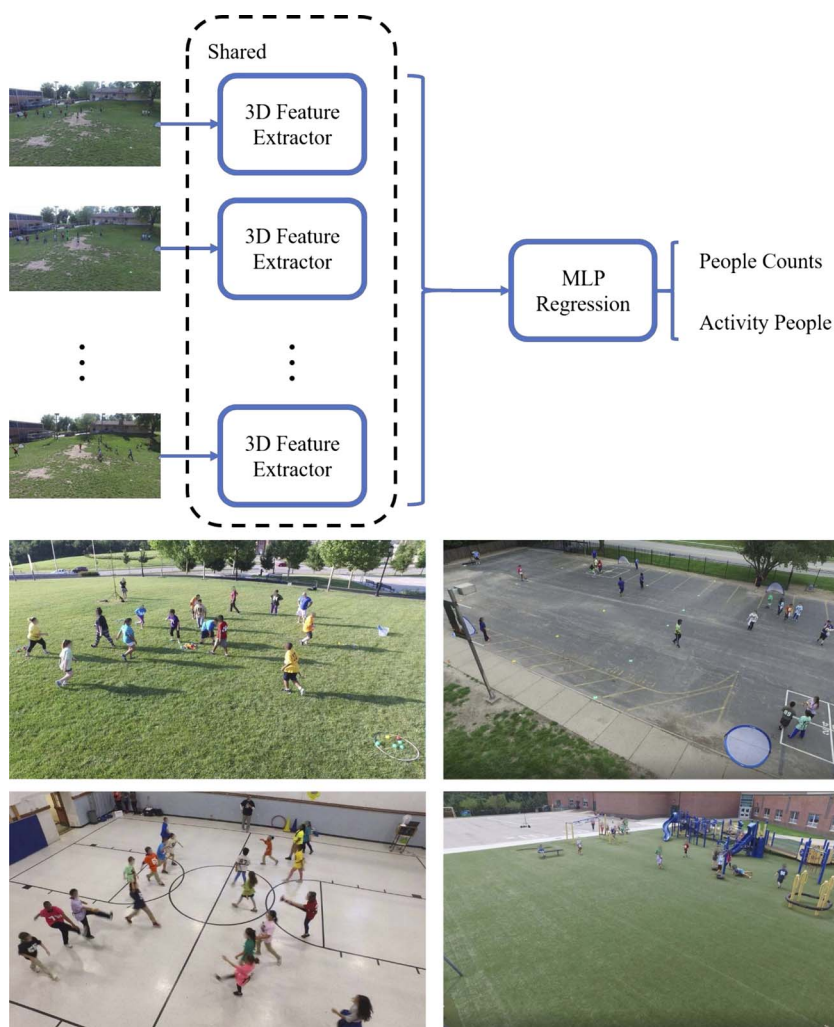 Shared
3D Feature
Extractor
3D Feature
Extractor
3D Feature
Extractor
MLP
Regression
People Counts
Activity People